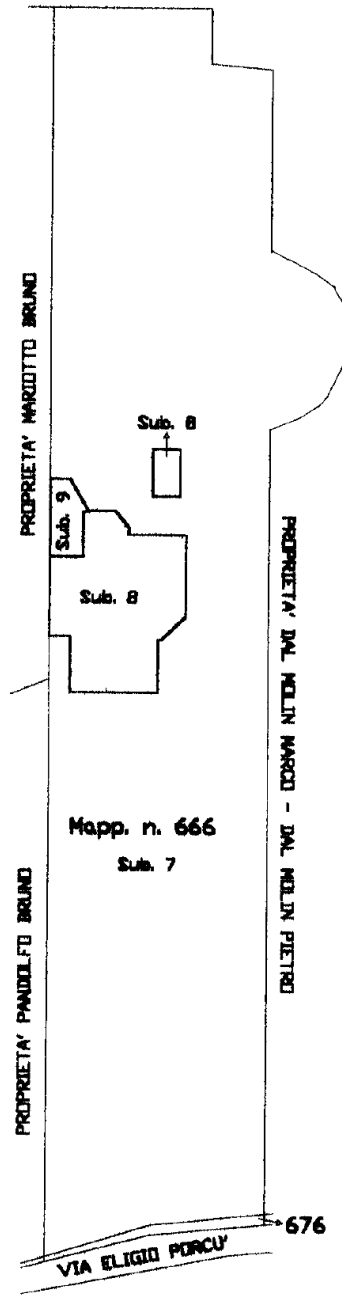 PROPRIETA' MARIOTTO BRUNO
Sub. 8
Sub. 9
Sub. 8
PROPRIETA' DAL MOLIN MARCO - DAL MOLIN PIETRO
Mapp. n. 666
Sub. 7
PROPRIETA' PANDOLFO BRUNO
676
VIA ELIGIO PORCU'